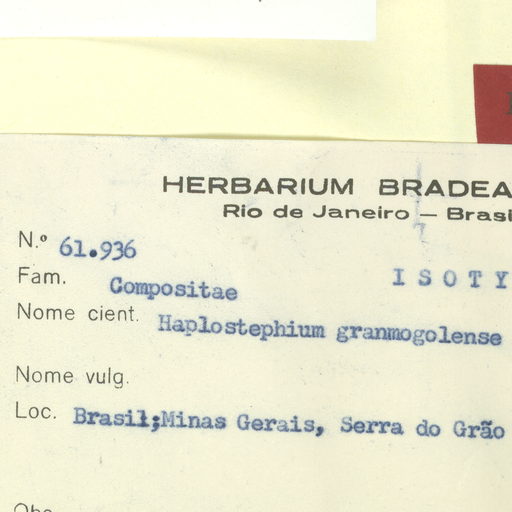 HERBARIUM BRADEA
Rio de Janeiro — Brasi
N.º 61.936
Fam. Compositae ISOTY
Nome cient. Haplostephium granmogolense
Nome vulg.
Loc. Brasil;Minas Gerais, Serra do Grão
Obs